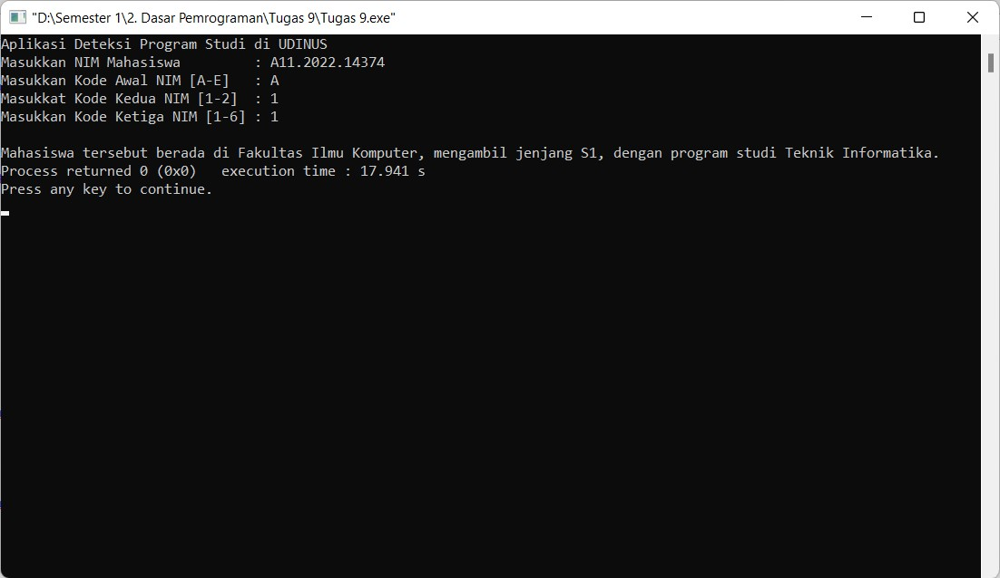 "D:\Semester 1\2. Dasar Pemrograman\Tugas 9\Tugas 9.exe"
Aplikasi Deteksi Program Studi di UDINUS
Masukkan NIM Mahasiswa         : A11.2022.14374
Masukkan Kode Awal NIM [A-E]   : A
Masukkat Kode Kedua NIM [1-2]  : 1
Masukkan Kode Ketiga NIM [1-6] : 1
Mahasiswa tersebut berada di Fakultas Ilmu Komputer, mengambil jenjang S1, dengan program studi Teknik Informatika.
Process returned 0 (0x0)   execution time : 17.941 s
Press any key to continue.